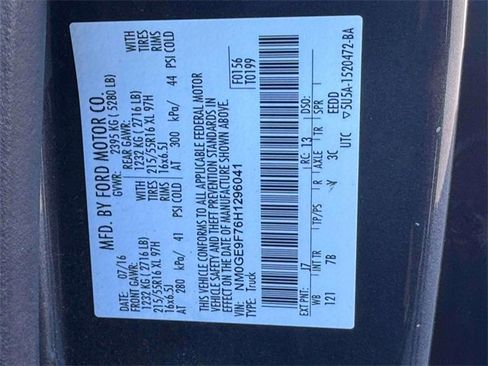 MFD. BY FORD MOTOR CO.
DATE: 07/16 GVWR: 2395 KG ( 5280 LB)
FRONT GAWR: REAR GAWR:
1232 KG ( 2716 LB) 1232 KG ( 2716 LB)
215/55R16 XL 97H TIRES 215/55R16 XL 97H TIRES
16x6.5J RIMS 16x6.5J RIMS
AT 280 kPa/ 41 PSI COLD AT 300 kPa/ 44 PSI COLD
THIS VEHICLE CONFORMS TO ALL APPLICABLE FEDERAL MOTOR
VEHICLE SAFETY AND THEFT PREVENTION STANDARDS IN
EFFECT ON THE DATE OF MANUFACTURE SHOWN ABOVE.
VIN: NM0GE9F76H1296041 F0156
TYPE: Truck T0199
EXT PNT: J7 RC: 13 DSO:
WB INT TR TP/PS R AXLE TR SPR
121 7B Y 3C EEDD
UTC ▽5U5A-1520472-BA